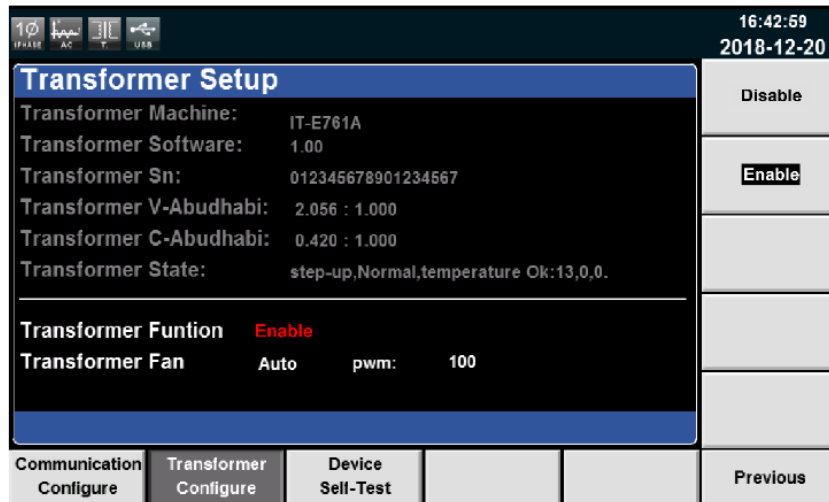 1Ø
1PHASE
AC
T.
USB
16:42:59
2018-12-20
Transformer Setup
Transformer Machine: IT-E761A
Transformer Software: 1.00
Transformer Sn: 012345678901234567
Transformer V-Abudhabi: 2.056 : 1.000
Transformer C-Abudhabi: 0.420 : 1.000
Transformer State: step-up,Normal,temperature Ok:13,0,0.
Transformer Funtion Enable
Transformer Fan Auto pwm: 100
Disable
Enable
Communication
Configure
Transformer
Configure
Device
Self-Test
Previous